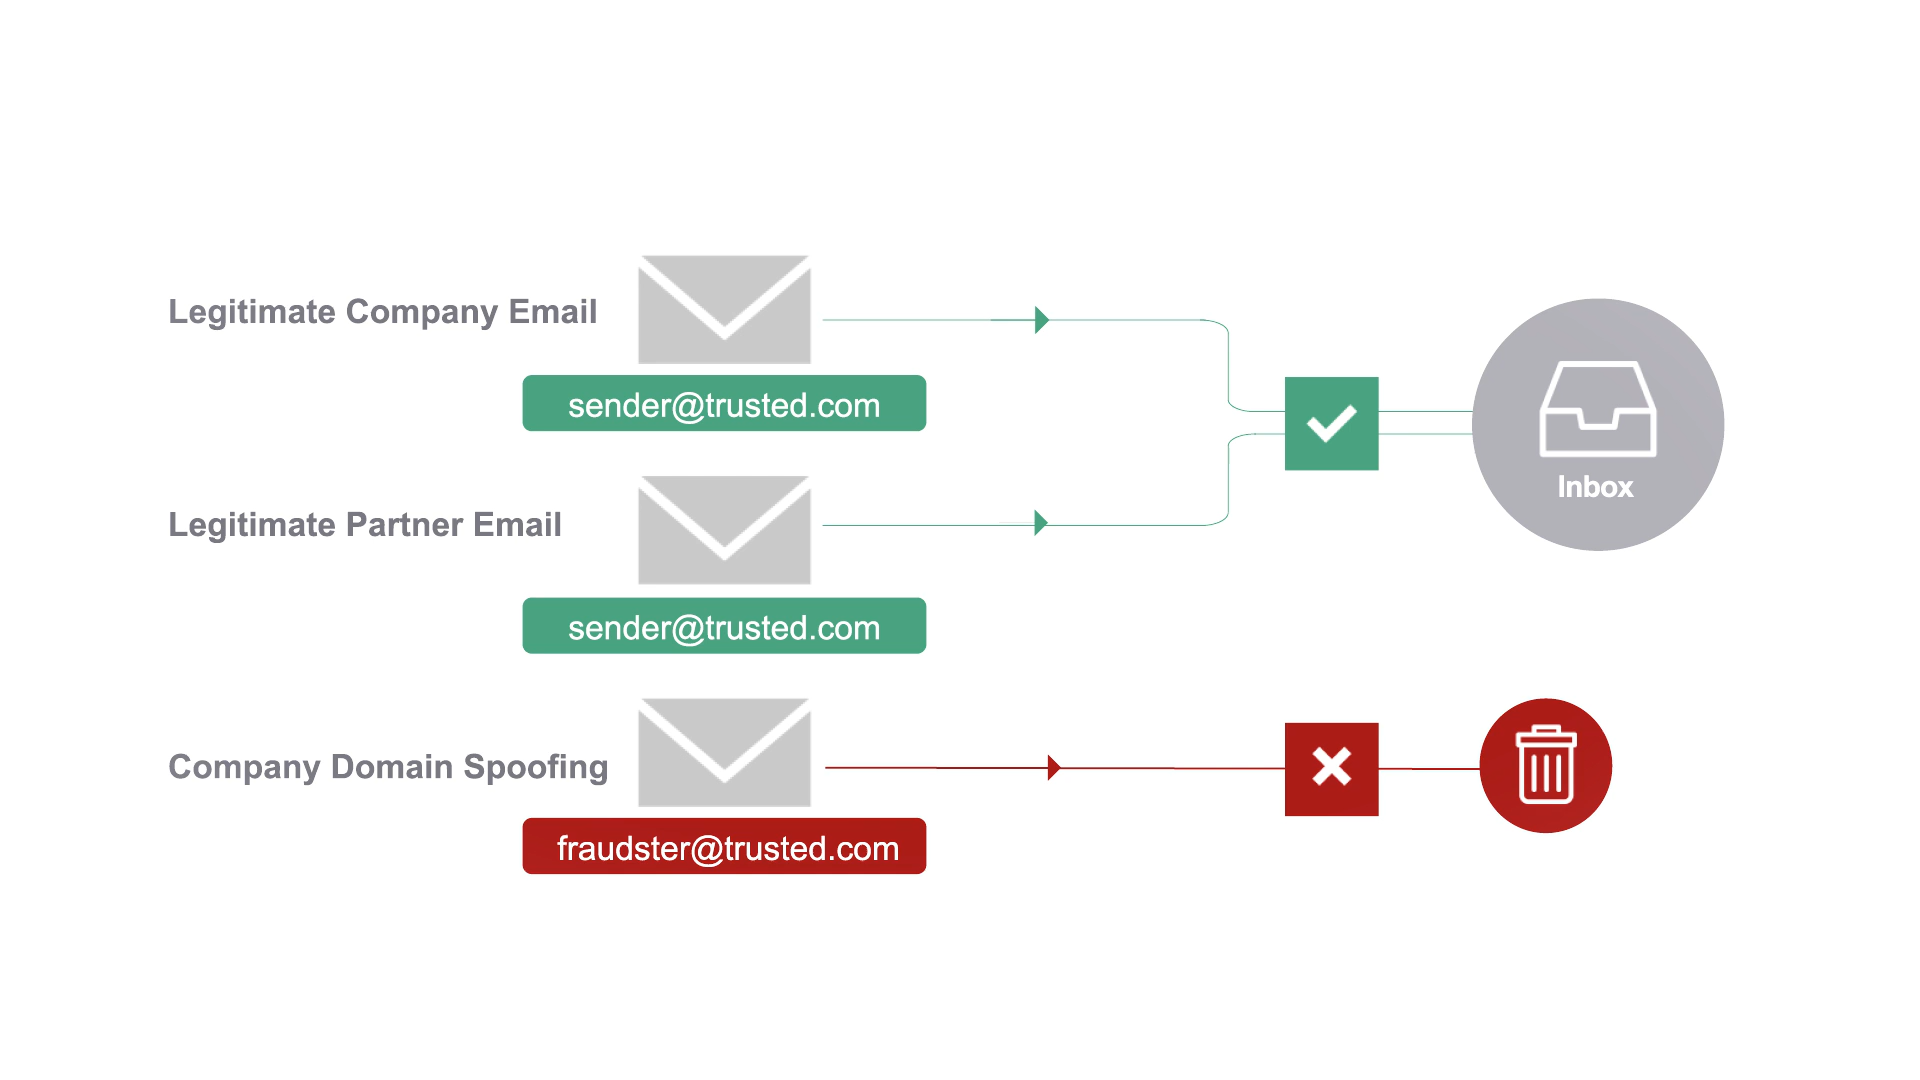 Legitimate Company Email
sender@trusted.com
Inbox
Legitimate Partner Email
sender@trusted.com
Company Domain Spoofing
fraudster@trusted.com